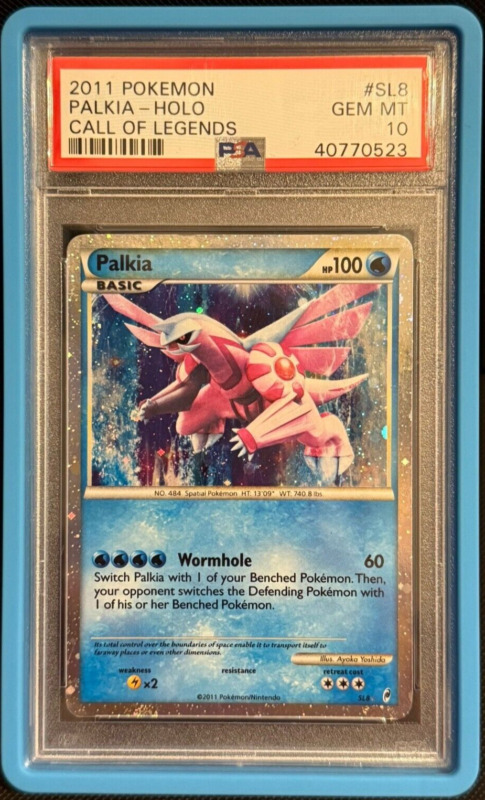 2011 POKEMON #SL8
PALKIA – HOLO GEM MT
CALL OF LEGENDS 10
PSA 40770523
Palkia HP100
BASIC
NO. 484 Spatial Pokémon HT: 13'09" WT: 740.8 lbs.
Wormhole 60
Switch Palkia with 1 of your Benched Pokémon. Then,
your opponent switches the Defending Pokémon with
1 of his or her Benched Pokémon.
Its total control over the boundaries of space enable it to transport itself to
faraway places or even other dimensions.
Illus. Ayaka Yoshida
weakness resistance retreat cost
×2
©2011 Pokémon/Nintendo SL8